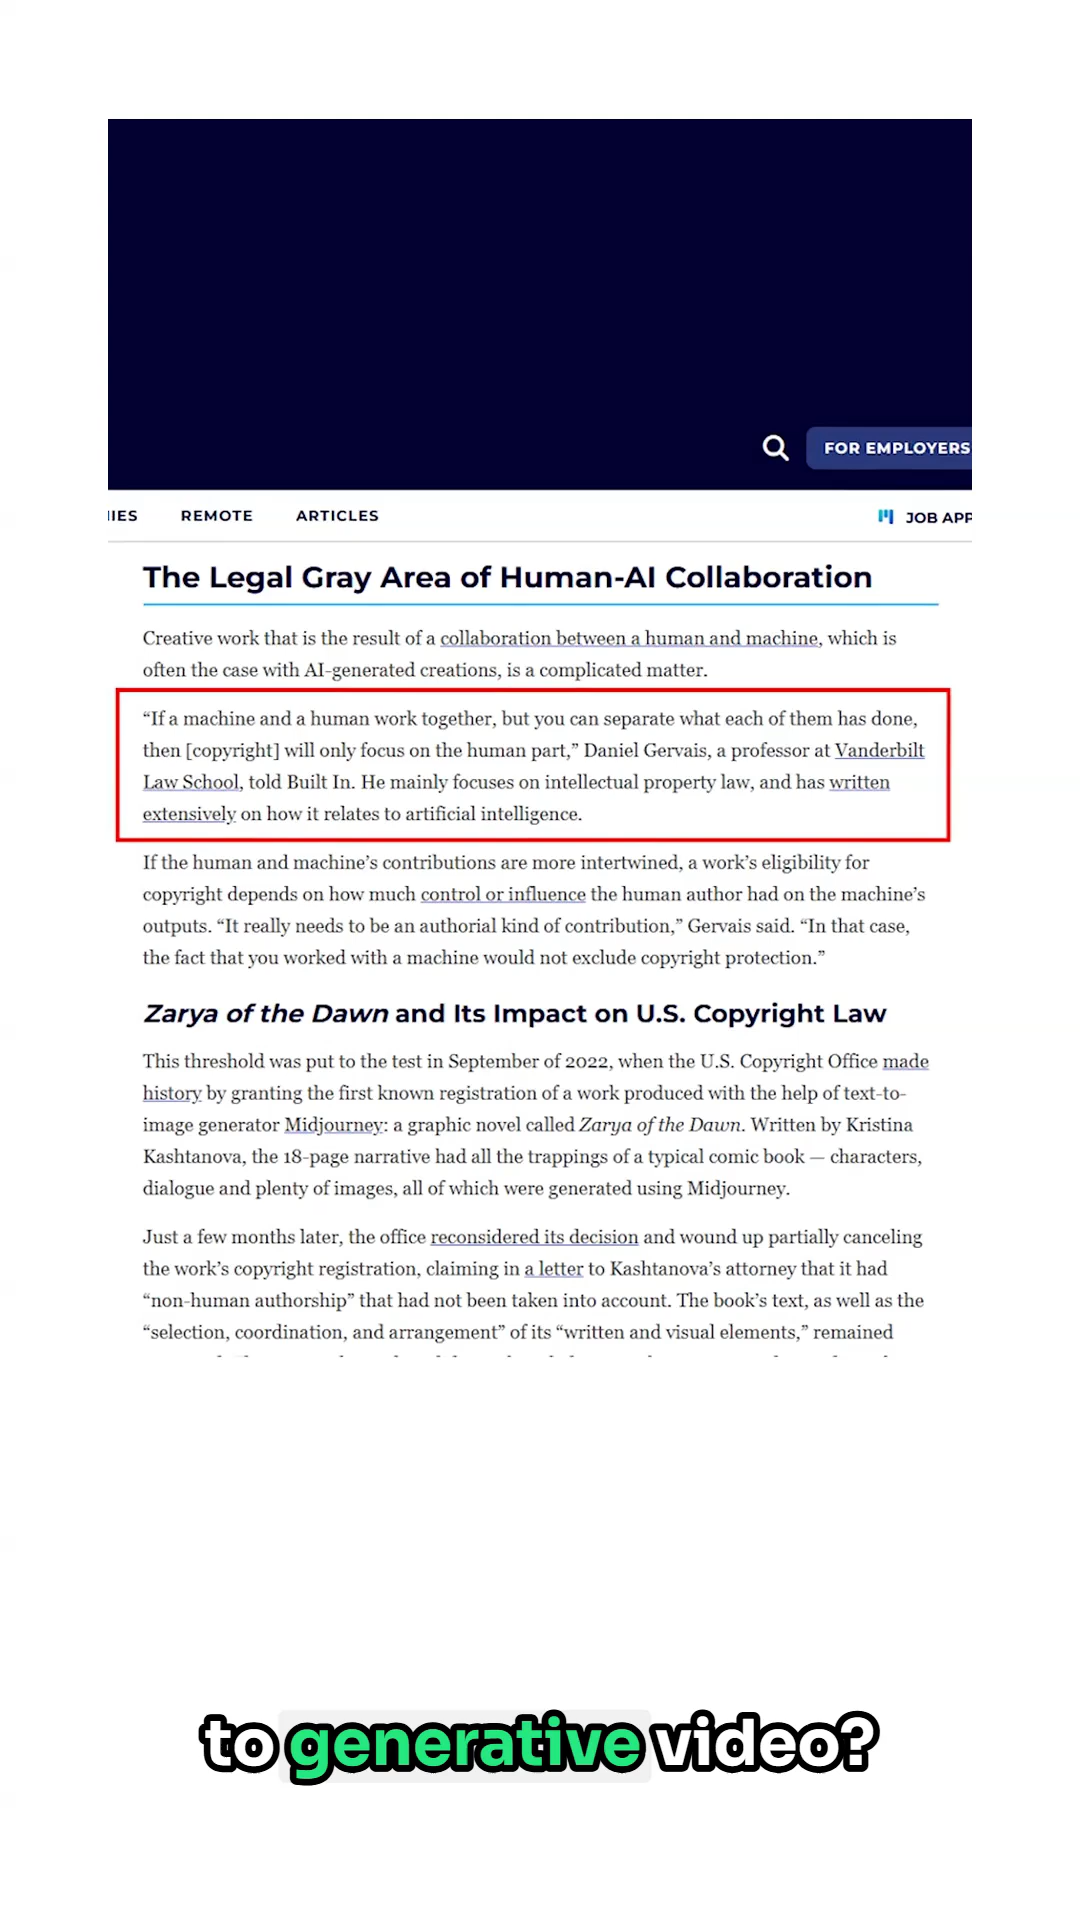 FOR EMPLOYERS
IIES REMOTE ARTICLES JOB APP
The Legal Gray Area of Human-AI Collaboration
Creative work that is the result of a collaboration between a human and machine, which is
often the case with AI-generated creations, is a complicated matter.
“If a machine and a human work together, but you can separate what each of them has done,
then [copyright] will only focus on the human part,” Daniel Gervais, a professor at Vanderbilt
Law School, told Built In. He mainly focuses on intellectual property law, and has written
extensively on how it relates to artificial intelligence.
If the human and machine’s contributions are more intertwined, a work’s eligibility for
copyright depends on how much control or influence the human author had on the machine’s
outputs. “It really needs to be an authorial kind of contribution,” Gervais said. “In that case,
the fact that you worked with a machine would not exclude copyright protection.”
Zarya of the Dawn and Its Impact on U.S. Copyright Law
This threshold was put to the test in September of 2022, when the U.S. Copyright Office made
history by granting the first known registration of a work produced with the help of text-to-
image generator Midjourney: a graphic novel called Zarya of the Dawn. Written by Kristina
Kashtanova, the 18-page narrative had all the trappings of a typical comic book — characters,
dialogue and plenty of images, all of which were generated using Midjourney.
Just a few months later, the office reconsidered its decision and wound up partially canceling
the work’s copyright registration, claiming in a letter to Kashtanova’s attorney that it had
“non-human authorship” that had not been taken into account. The book’s text, as well as the
“selection, coordination, and arrangement” of its “written and visual elements,” remained
to generative video?